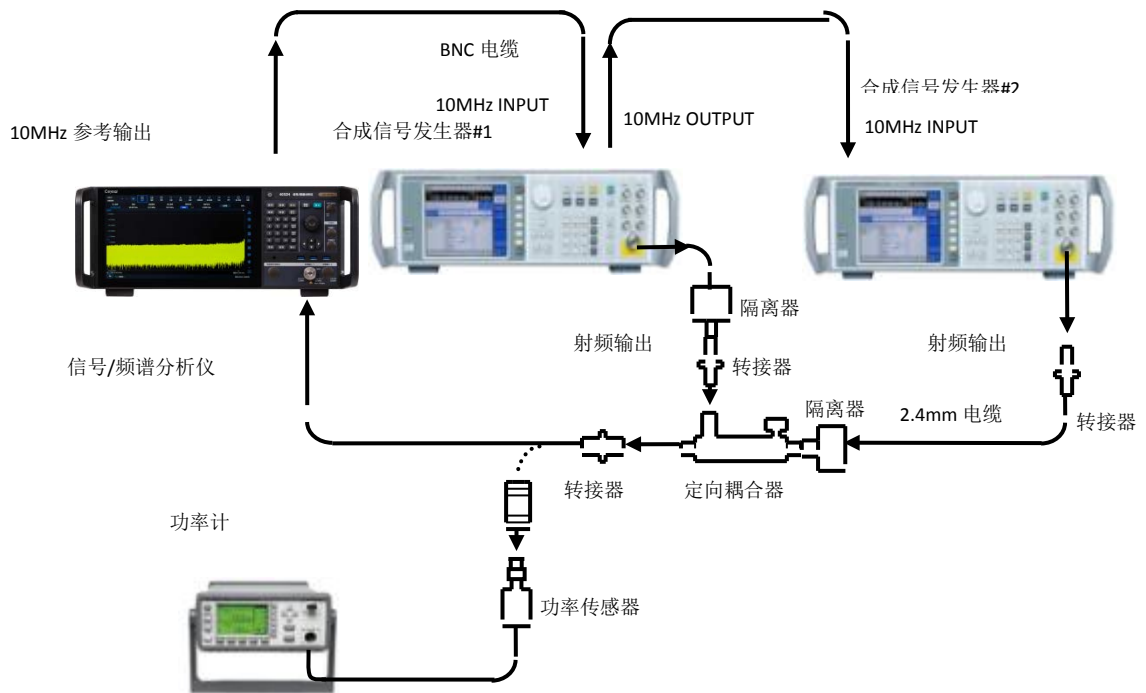 BNC 电缆
合成信号发生器#2
10MHz INPUT
10MHz OUTPUT
10MHz INPUT
10MHz 参考输出
合成信号发生器#1
隔离器
射频输出
射频输出
信号/频谱分析仪
转接器
隔离器
2.4mm 电缆
转接器
转接器
定向耦合器
功率计
功率传感器